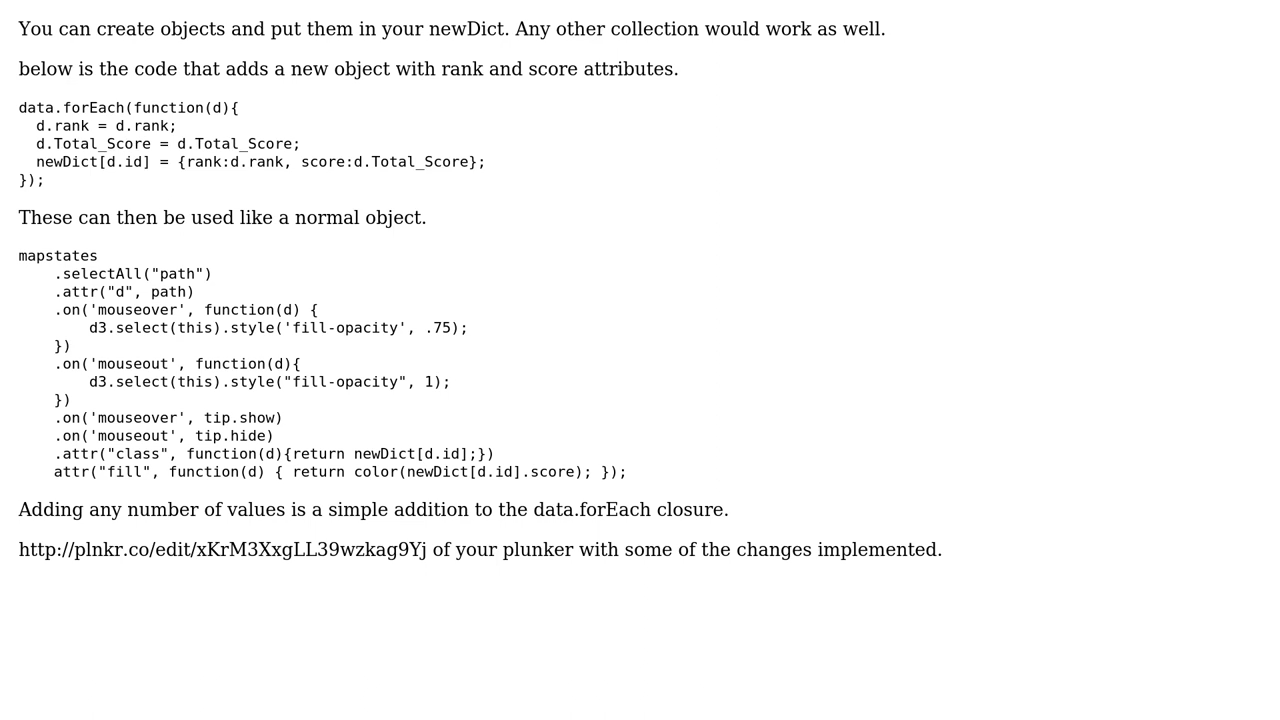 You can create objects and put them in your newDict. Any other collection would work as well.
below is the code that adds a new object with rank and score attributes.
data.forEach(function(d){
  d.rank = d.rank;
  d.Total_Score = d.Total_Score;
  newDict[d.id] = {rank:d.rank, score:d.Total_Score};
});
These can then be used like a normal object.
mapstates
    .selectAll("path")
    .attr("d", path)
    .on('mouseover', function(d) {
        d3.select(this).style('fill-opacity', .75);
    })
    .on('mouseout', function(d){
        d3.select(this).style("fill-opacity", 1);
    })
    .on('mouseover', tip.show)
    .on('mouseout', tip.hide)
    .attr("class", function(d){return newDict[d.id];})
    attr("fill", function(d) { return color(newDict[d.id].score); });
Adding any number of values is a simple addition to the data.forEach closure.
http://plnkr.co/edit/xKrM3XxgLL39wzkag9Yj of your plunker with some of the changes implemented.